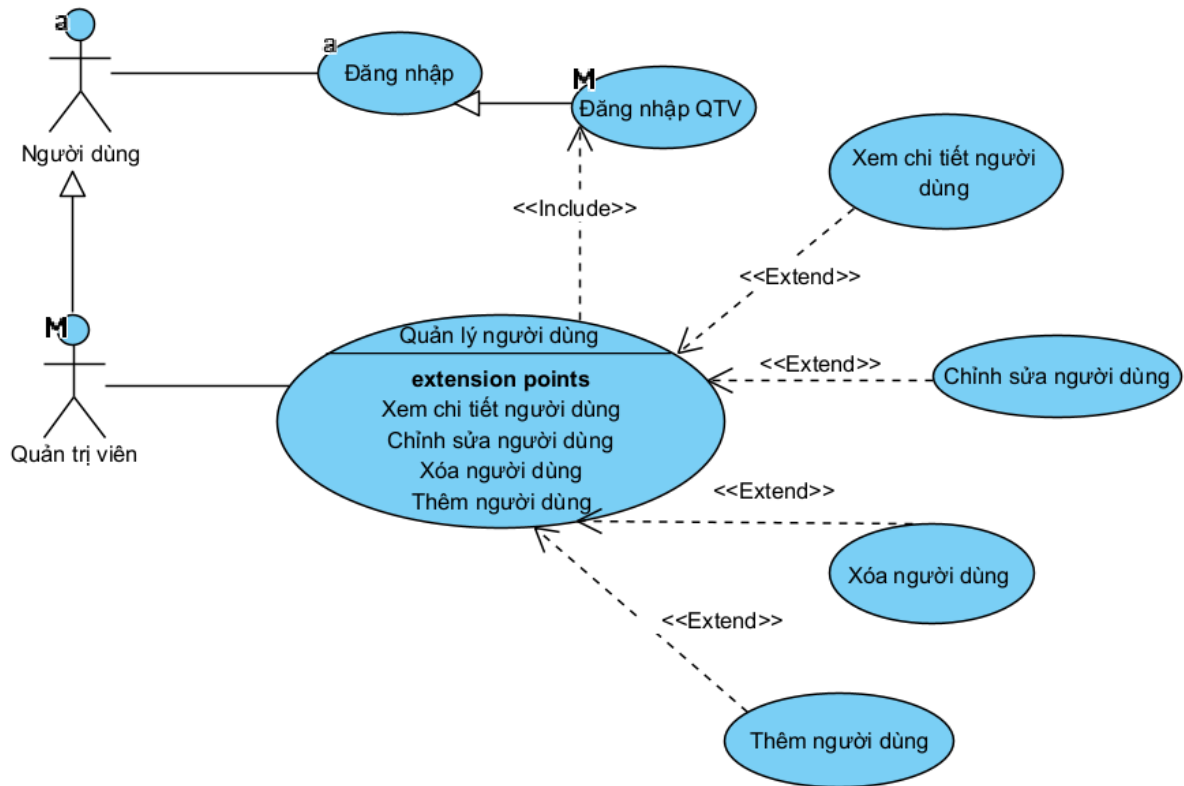 a
Người dùng
a
Đăng nhập
M
Đăng nhập QTV
<<Include>>
Xem chi tiết người
dùng
<<Extend>>
M
Quản trị viên
Quản lý người dùng
extension points
Xem chi tiết người dùng
Chỉnh sửa người dùng
Xóa người dùng
Thêm người dùng
<<Extend>>
Chỉnh sửa người dùng
<<Extend>>
Xóa người dùng
<<Extend>>
Thêm người dùng